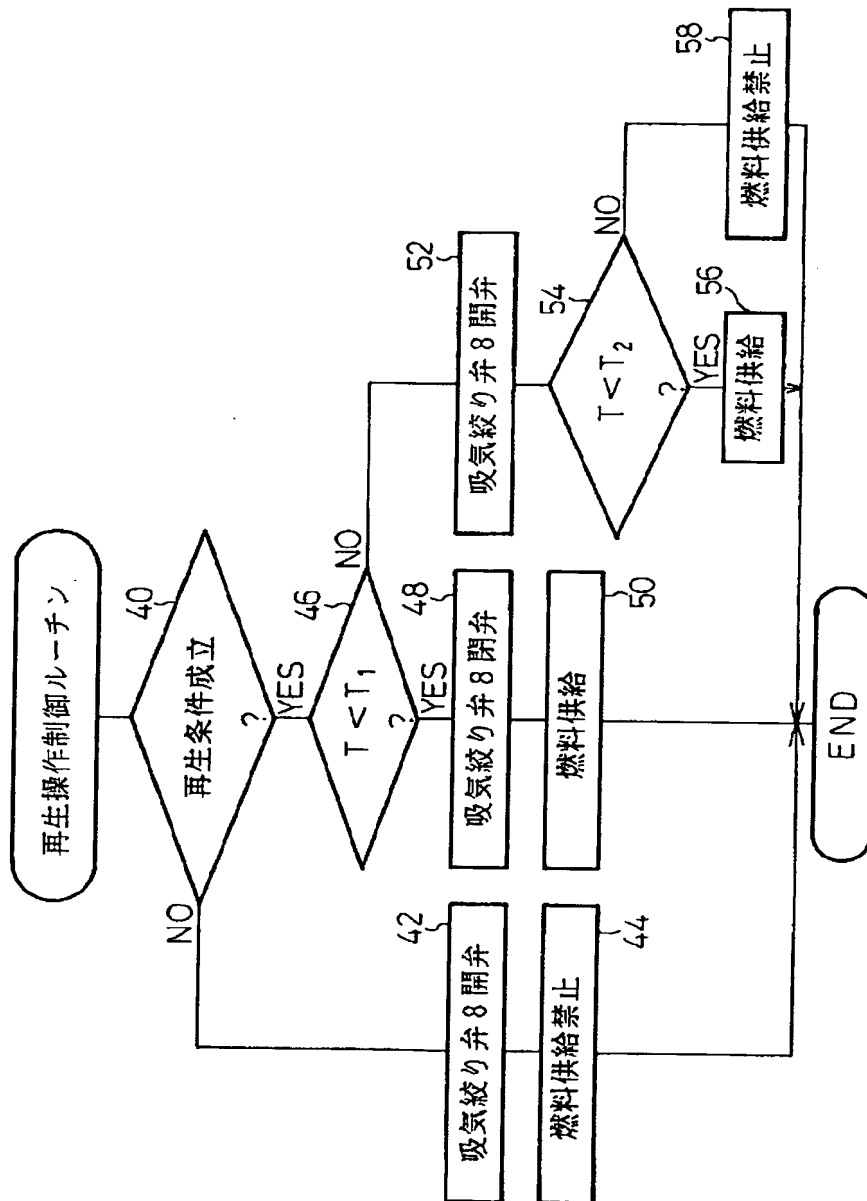 再生操作制御ルーチン
40
再生条件成立
?
NO
YES
46
T<T1
?
NO
YES
42
吸気絞り弁8開弁
44
燃料供給禁止
48
吸気絞り弁8閉弁
50
燃料供給
52
吸気絞り弁8開弁
54
T<T2
?
NO
YES
56
燃料供給
58
燃料供給禁止
END